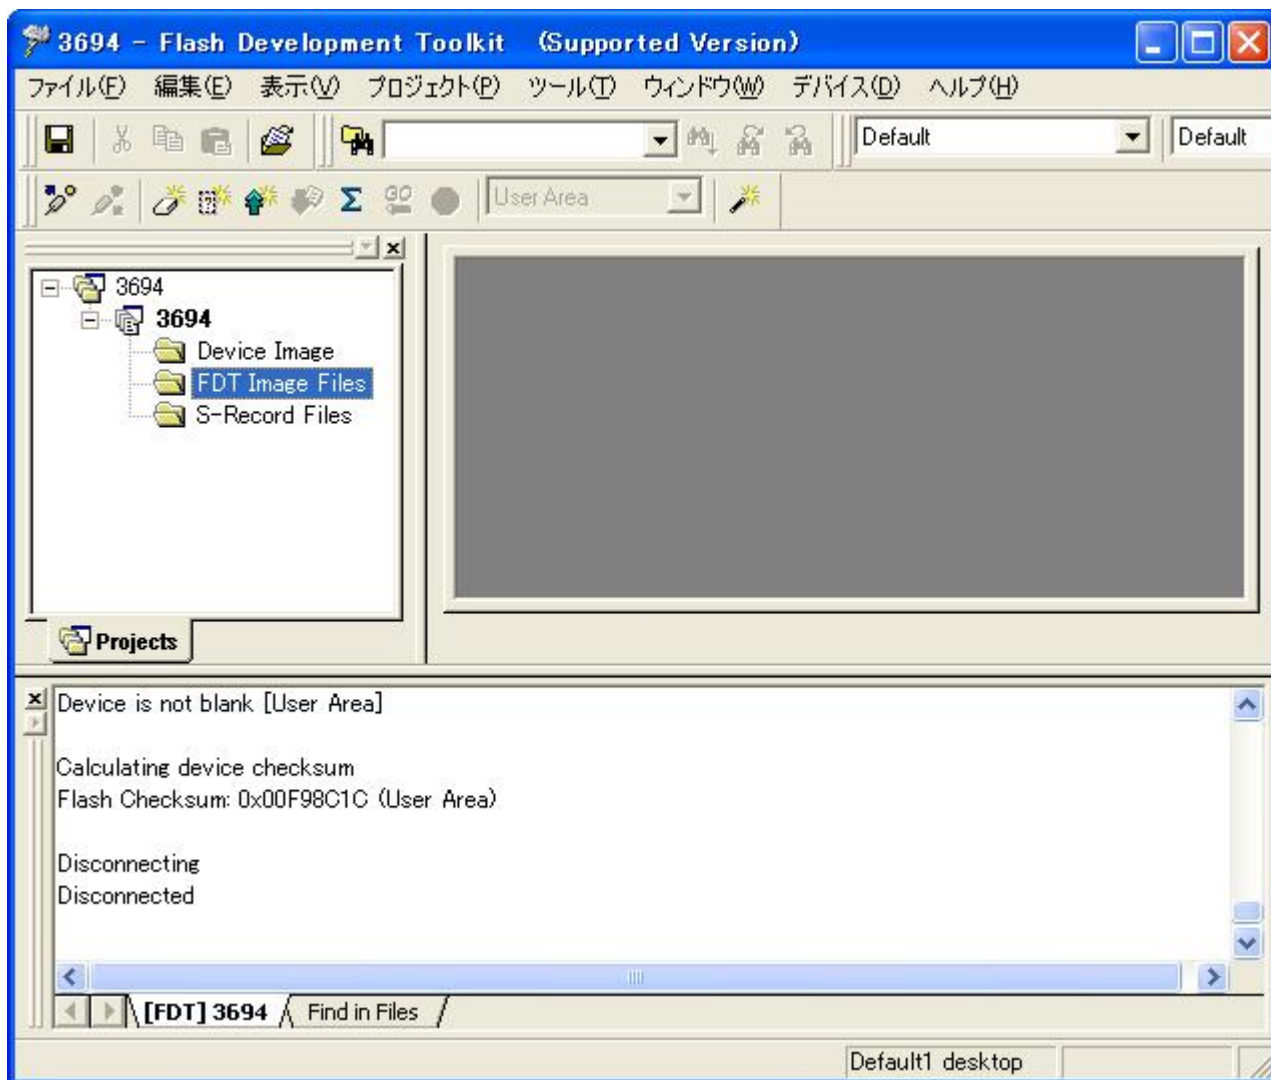 3694 - Flash Development Toolkit (Supported Version)
ファイル(F) 編集(E) 表示(V) プロジェクト(P) ツール(T) ウィンドウ(W) デバイス(D) ヘルプ(H)
Default Default
User Area
3694
3694
Device Image
FDT Image Files
S-Record Files
Projects
Device is not blank [User Area]
Calculating device checksum
Flash Checksum: 0x00F98C1C (User Area)
Disconnecting
Disconnected
[FDT] 3694 Find in Files
Default1 desktop